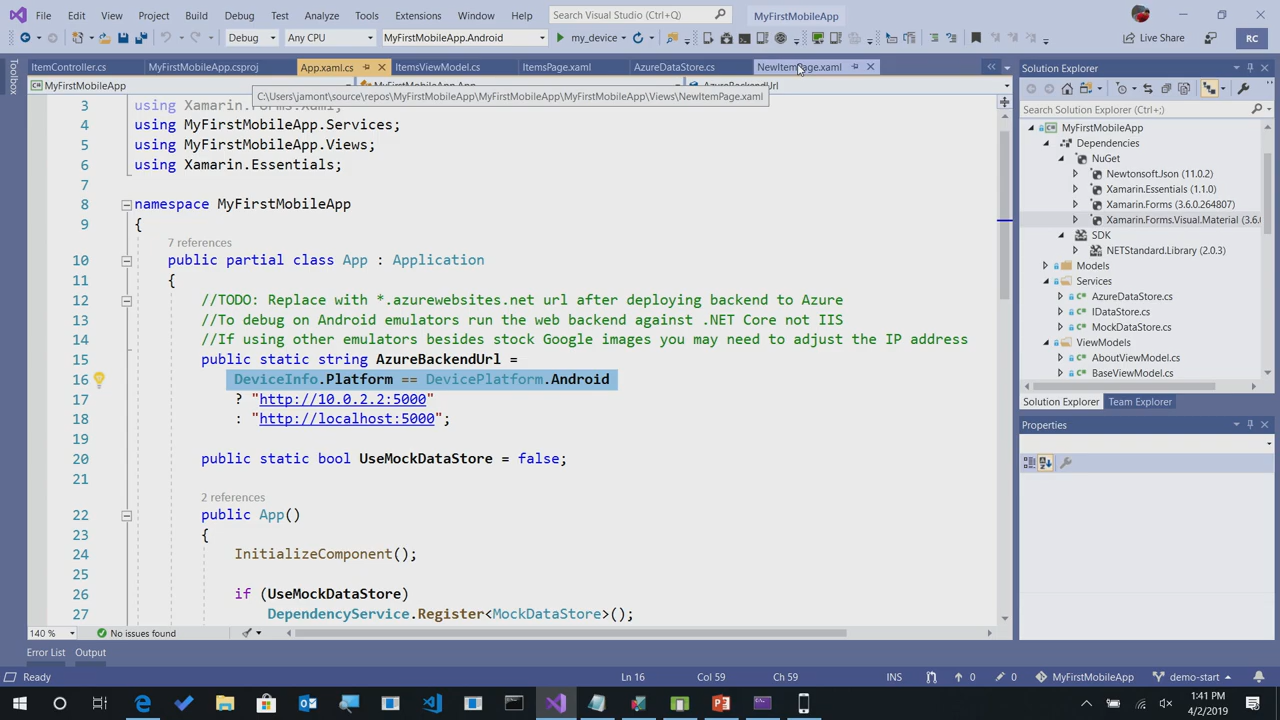 File Edit View Project Build Debug Test Analyze Tools Extensions Window Help Search Visual Studio (Ctrl+Q) MyFirstMobileApp
Debug Any CPU MyFirstMobileApp.Android my_device Live Share RC
Toolbox
ItemController.cs MyFirstMobileApp.csproj App.xaml.cs ItemsViewModel.cs ItemsPage.xaml AzureDataStore.cs NewItemPage.xaml
MyFirstMobileApp MyFirstMobileApp.App AzureBackendUrl
C:\Users\jamont\source\repos\MyFirstMobileApp\MyFirstMobileApp\MyFirstMobileApp\Views\NewItemPage.xaml
3 using Xamarin.Forms.Xaml;
4 using MyFirstMobileApp.Services;
5 using MyFirstMobileApp.Views;
6 using Xamarin.Essentials;
7
8 namespace MyFirstMobileApp
9 {
7 references
10 public partial class App : Application
11 {
12 //TODO: Replace with *.azurewebsites.net url after deploying backend to Azure
13 //To debug on Android emulators run the web backend against .NET Core not IIS
14 //If using other emulators besides stock Google images you may need to adjust the IP address
15 public static string AzureBackendUrl =
16 DeviceInfo.Platform == DevicePlatform.Android
17 ? "http://10.0.2.2:5000"
18 : "http://localhost:5000";
19
20 public static bool UseMockDataStore = false;
21
2 references
22 public App()
23 {
24 InitializeComponent();
25
26 if (UseMockDataStore)
27 DependencyService.Register<MockDataStore>();
140 % No issues found
Solution Explorer
Search Solution Explorer (Ctrl+;)
MyFirstMobileApp
Dependencies
NuGet
Newtonsoft.Json (11.0.2)
Xamarin.Essentials (1.1.0)
Xamarin.Forms (3.6.0.264807)
Xamarin.Forms.Visual.Material (3.6.
SDK
NETStandard.Library (2.0.3)
Models
Services
AzureDataStore.cs
IDataStore.cs
MockDataStore.cs
ViewModels
AboutViewModel.cs
BaseViewModel.cs
Solution Explorer Team Explorer
Properties
Error List Output
Ready Ln 16 Col 59 Ch 59 INS 0 0 MyFirstMobileApp demo-start
1:41 PM
4/2/2019